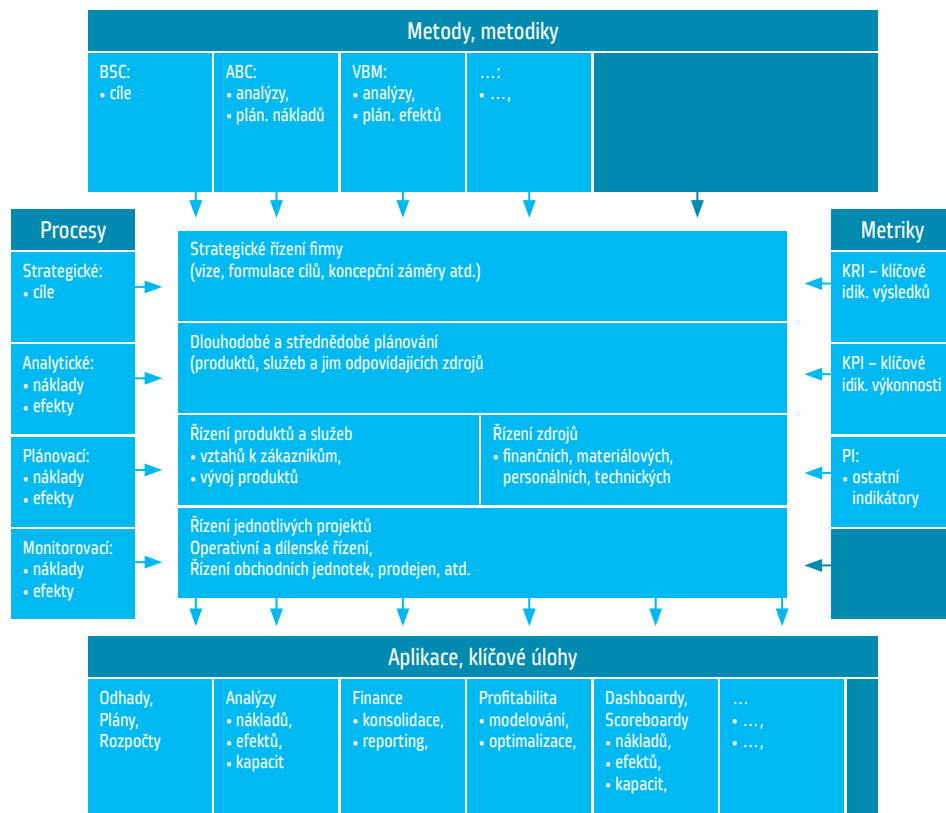 Metody, metodiky
BSC:
• cíle
ABC:
• analýzy,
• plán. nákladů
VBM:
• analýzy,
• plán. efektů
…:
• …,
Procesy
Strategické:
• cíle
Analytické:
• náklady
• efekty
Plánovací:
• náklady
• efekty
Monitorovací:
• náklady
• efekty
Strategické řízení firmy
(vize, formulace cílů, koncepční záměry atd.)
Dlouhodobé a střednědobé plánování
(produktů, služeb a jim odpovídajících zdrojů
Řízení produktů a služeb
• vztahů k zákazníkům,
• vývoj produktů
Řízení zdrojů
• finančních, materiálových,
personálních, technických
Řízení jednotlivých projektů
Operativní a dílenské řízení,
Řízení obchodních jednotek, prodejen, atd.
Metriky
KRI – klíčové
idik. výsledků
KPI – klíčové
idik. výkonnosti
PI:
• ostatní
indikátory
Aplikace, klíčové úlohy
Odhady,
Plány,
Rozpočty
Analýzy
• nákladů,
• efektů,
• kapacit
Finance
• konsolidace,
• reporting,
Profitabilita
• modelování,
• optimalizace,
Dashboardy,
Scoreboardy
• nákladů,
• efektů,
• kapacit,
…
• …,
• …,